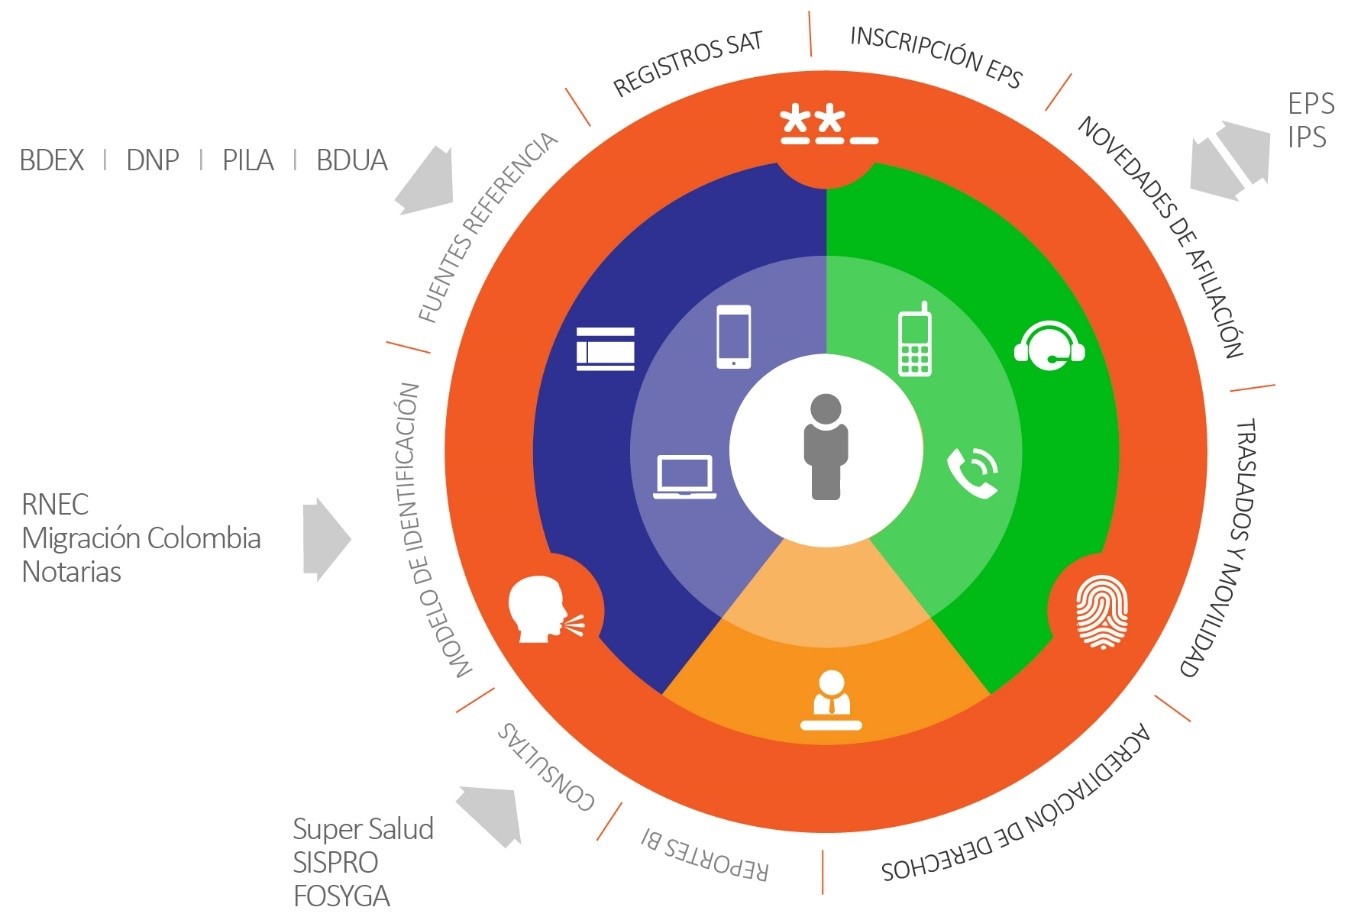 REGISTROS SAT
INSCRIPCIÓN EPS
NOVEDADES DE AFILIACIÓN
TRASLADOS Y MOVILIDAD
ACREDITACIÓN DE DERECHOS
REPORTES BI
CONSULTAS
MODELO DE IDENTIFICACIÓN
FUENTES REFERENCIA
EPS
IPS
BDEX | DNP | PILA | BDUA
RNEC
Migración Colombia
Notarias
Super Salud
SISPRO
FOSYGA